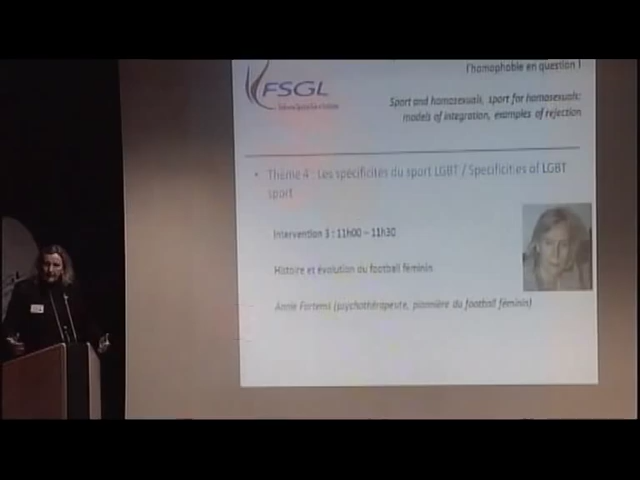 l'homophobie en question !
FSGL
Sport and homosexuals, sport for homosexuals:
models of integration, examples of rejection
• Thème 4 : Les spécificités du sport LGBT / Specificities of LGBT
sport
Intervention 3 : 11h00 – 11h30
Histoire et évolution du football féminin
Annie Fortems (psychothérapeute, pionnière du football féminin)